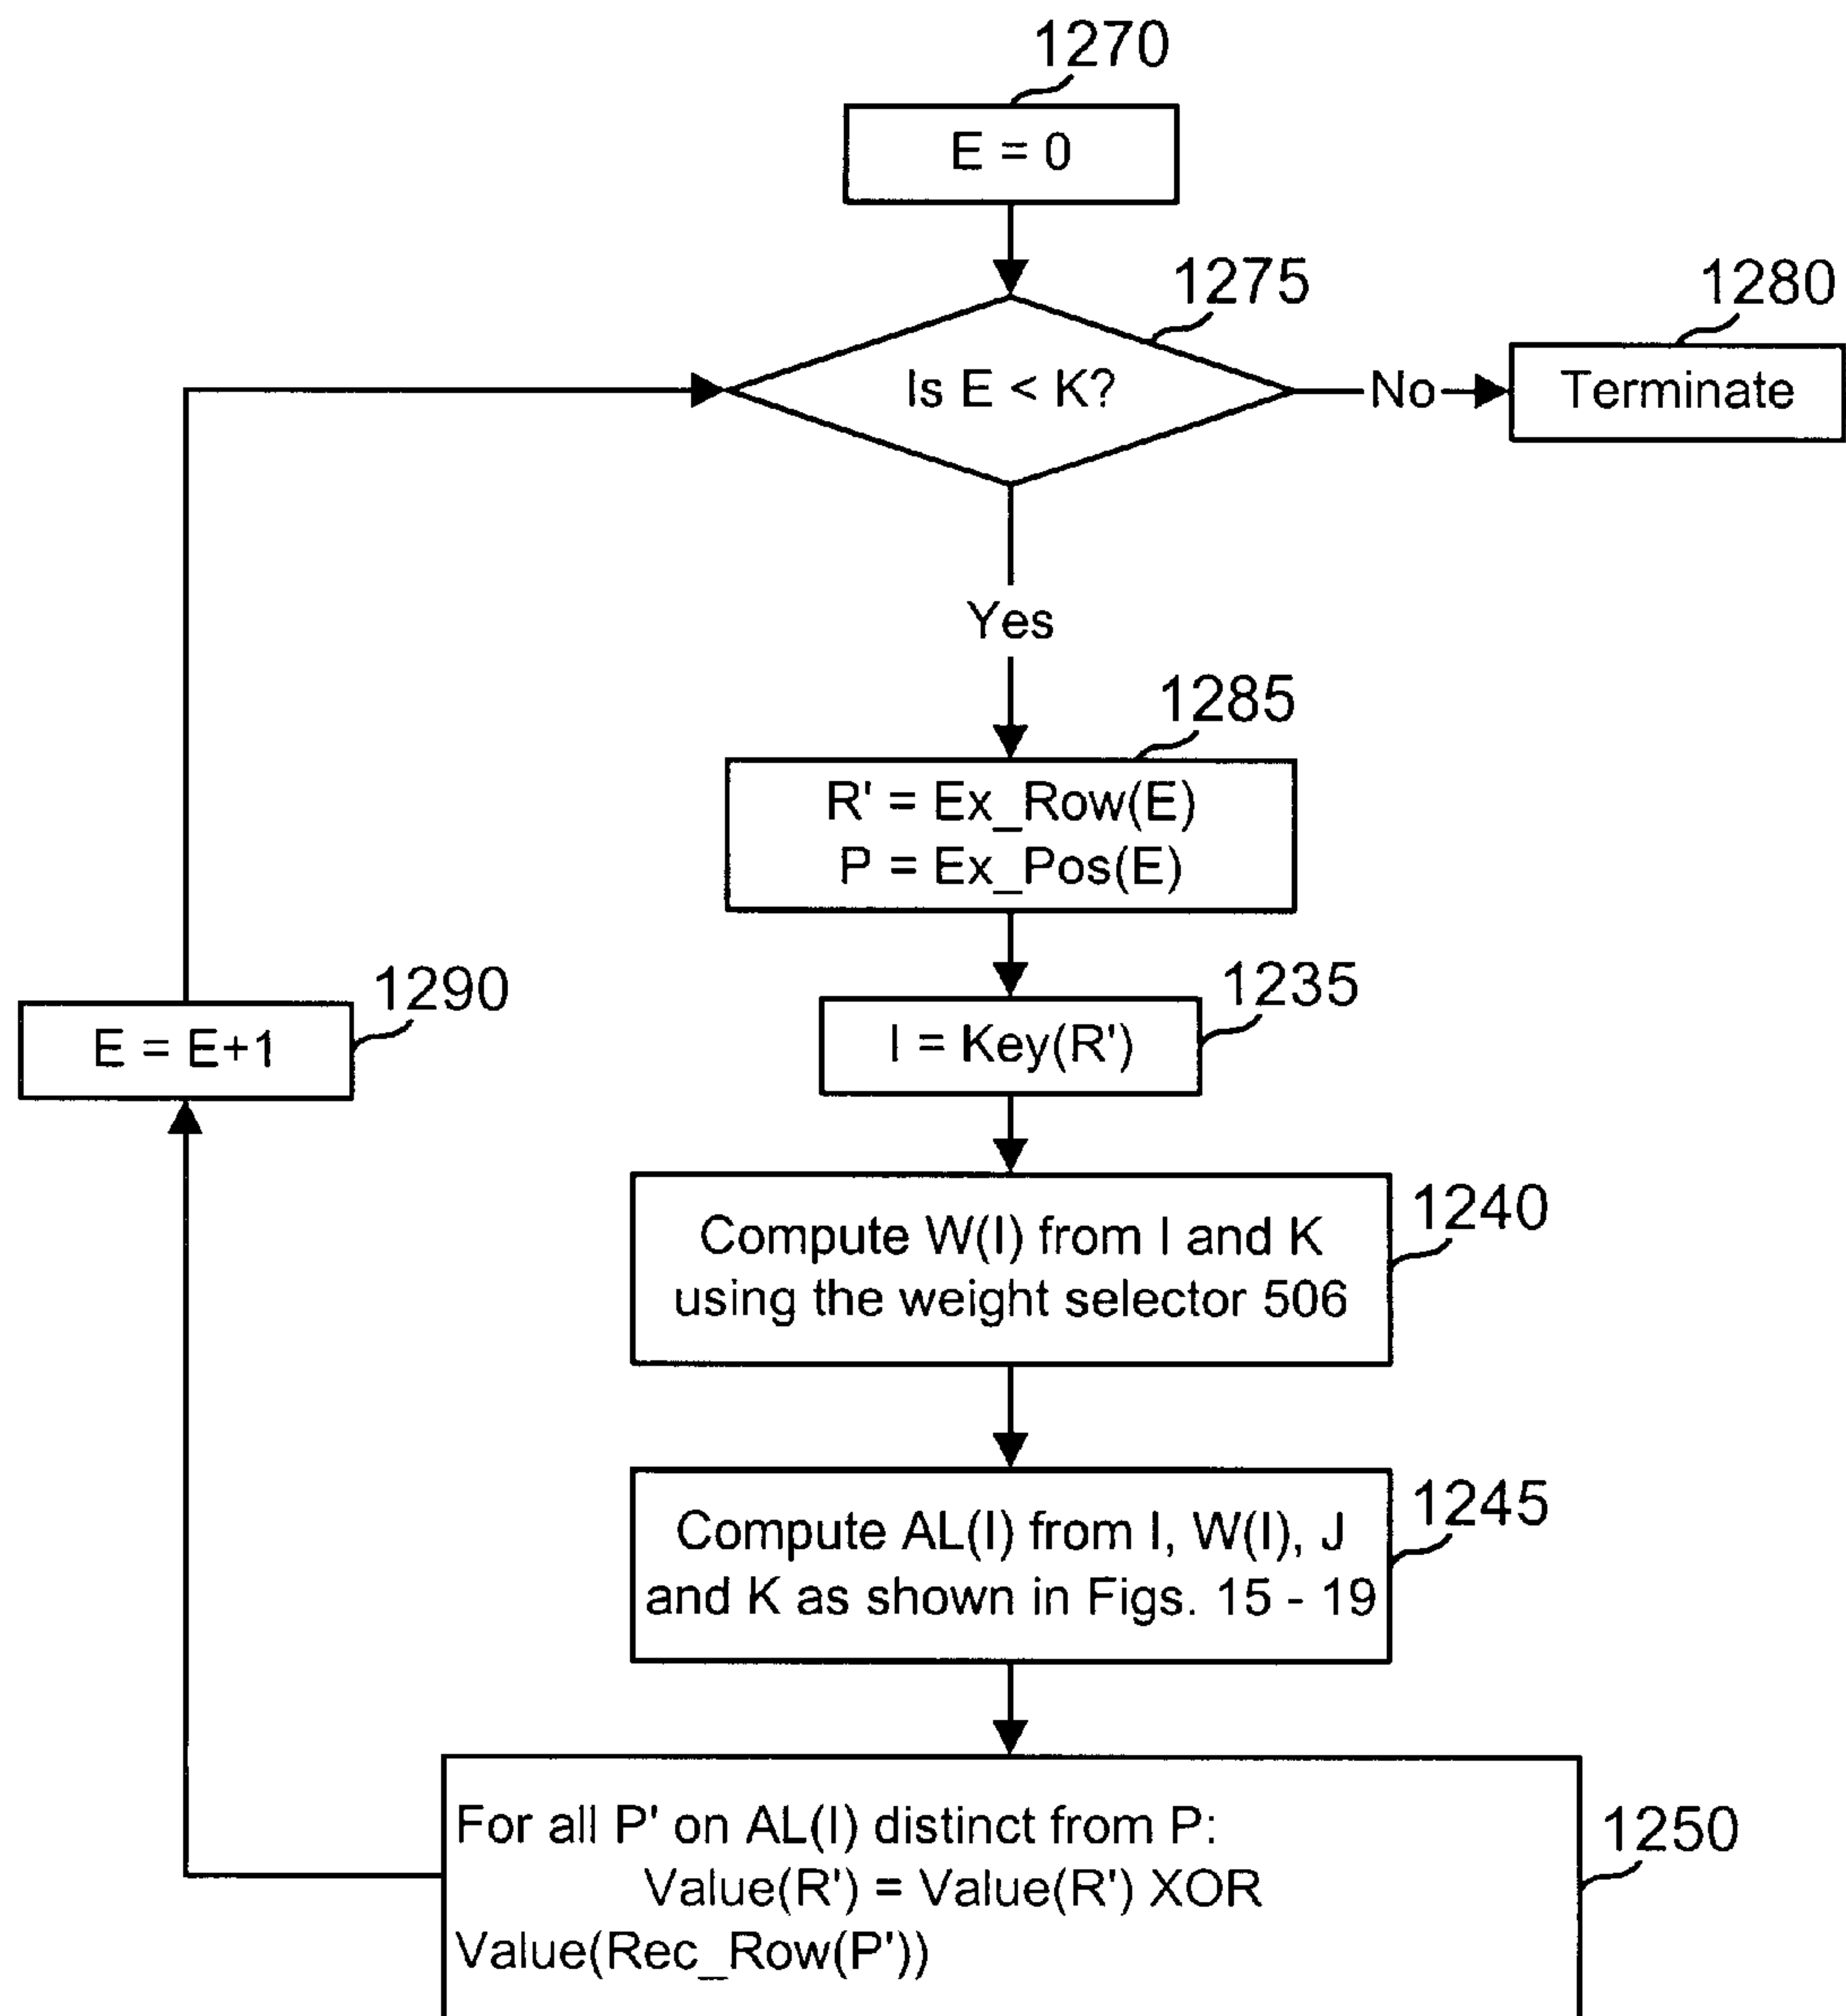 1270
E = 0
1275
1280
Is E < K?
No
Terminate
Yes
1285
R' = Ex_Row(E)
P = Ex_Pos(E)
1290
1235
E = E+1
I = Key(R')
1240
Compute W(I) from I and K
using the weight selector 506
1245
Compute AL(I) from I, W(I), J
and K as shown in Figs. 15 - 19
1250
For all P' on AL(I) distinct from P:
Value(R') = Value(R') XOR
Value(Rec_Row(P'))